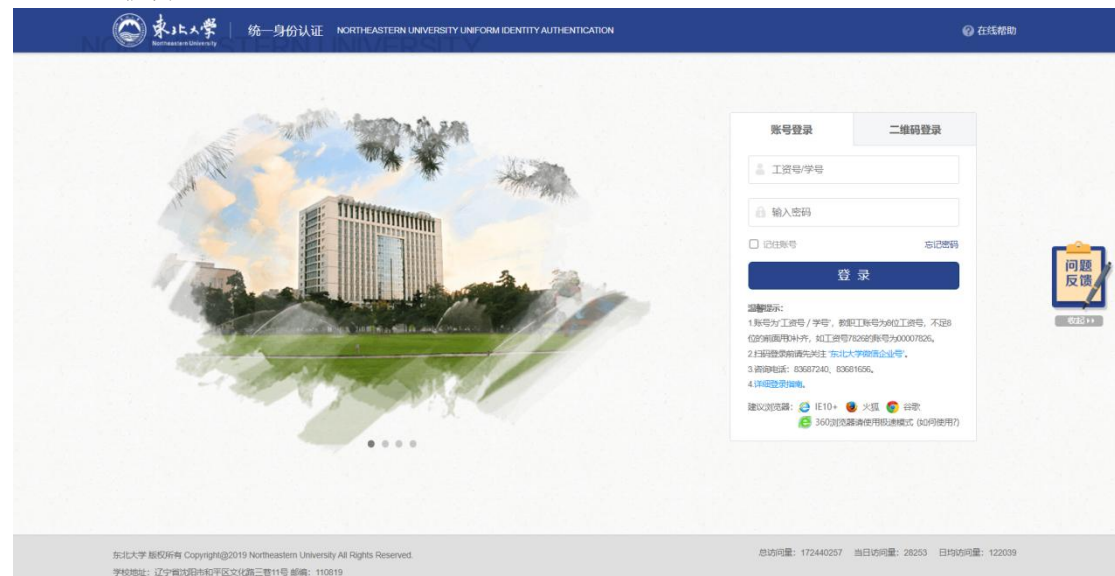 东北大学
Northeastern University
统一身份认证 NORTHEASTERN UNIVERSITY UNIFORM IDENTITY AUTHENTICATION
在线帮助
账号登录 二维码登录
工资号/学号
输入密码
记住账号 忘记密码
登 录
温馨提示:
1.账号为“工资号 / 学号”，教职工账号为8位工资号，不足8
位的前面用0补齐，如工资号7826的账号为00007826。
2.扫码登录前请先关注“东北大学微信企业号”。
3.咨询电话：83687240、83681656。
4.详细登录指南。
建议浏览器： IE10+ 火狐 谷歌
360浏览器请使用极速模式 (如何使用?)
问题
反馈
收起
东北大学 版权所有 Copyright@2019 Northeastern University All Rights Reserved.
总访问量：172440257 当日访问量：28253 日均访问量：122039
学校地址：辽宁省沈阳市和平区文化路三巷11号 邮编：110819